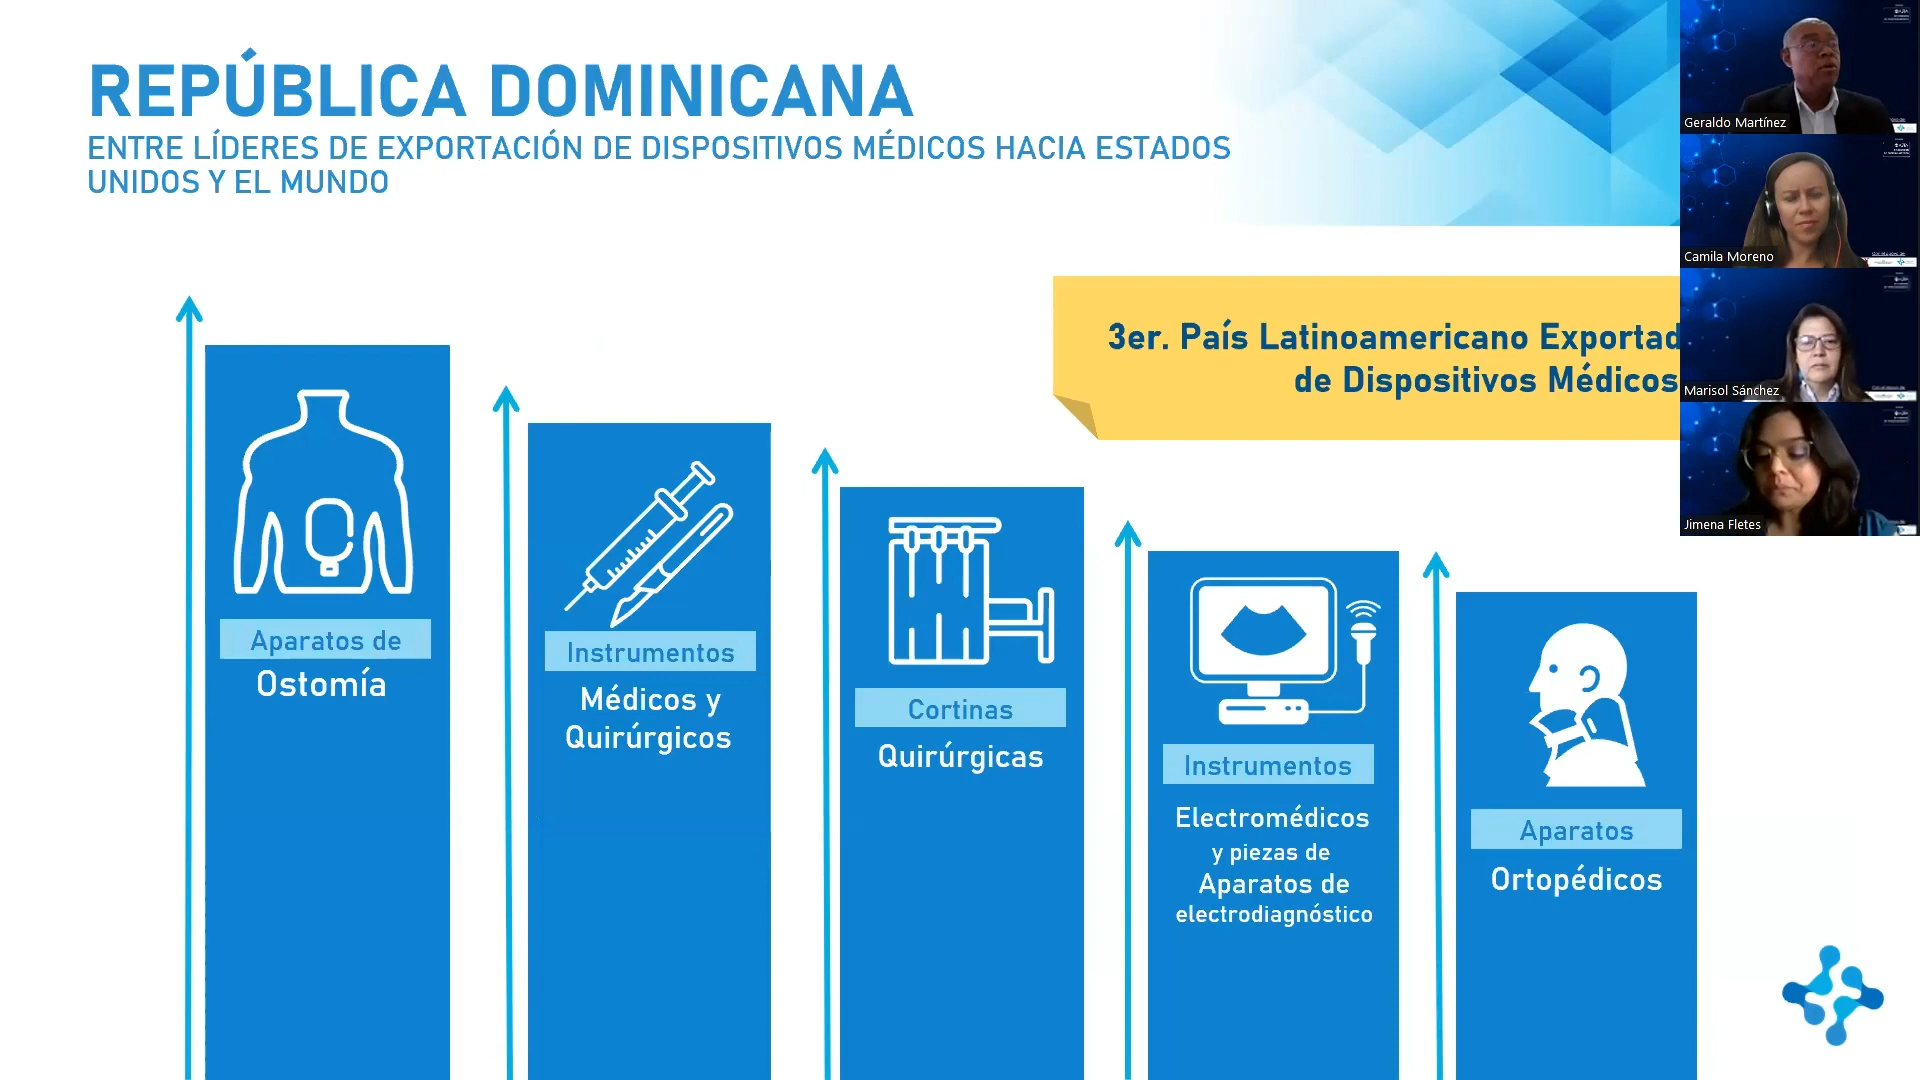 REPÚBLICA DOMINICANA
ENTRE LÍDERES DE EXPORTACIÓN DE DISPOSITIVOS MÉDICOS HACIA ESTADOS
UNIDOS Y EL MUNDO
3er. País Latinoamericano Exportad
de Dispositivos Médicos
Geraldo Martínez
Camila Moreno
Marisol Sánchez
Jimena Fletes
Aparatos de
Ostomía
Instrumentos
Médicos y
Quirúrgicos
Cortinas
Quirúrgicas
Instrumentos
Electromédicos
y piezas de
Aparatos de
electrodiagnóstico
Aparatos
Ortopédicos